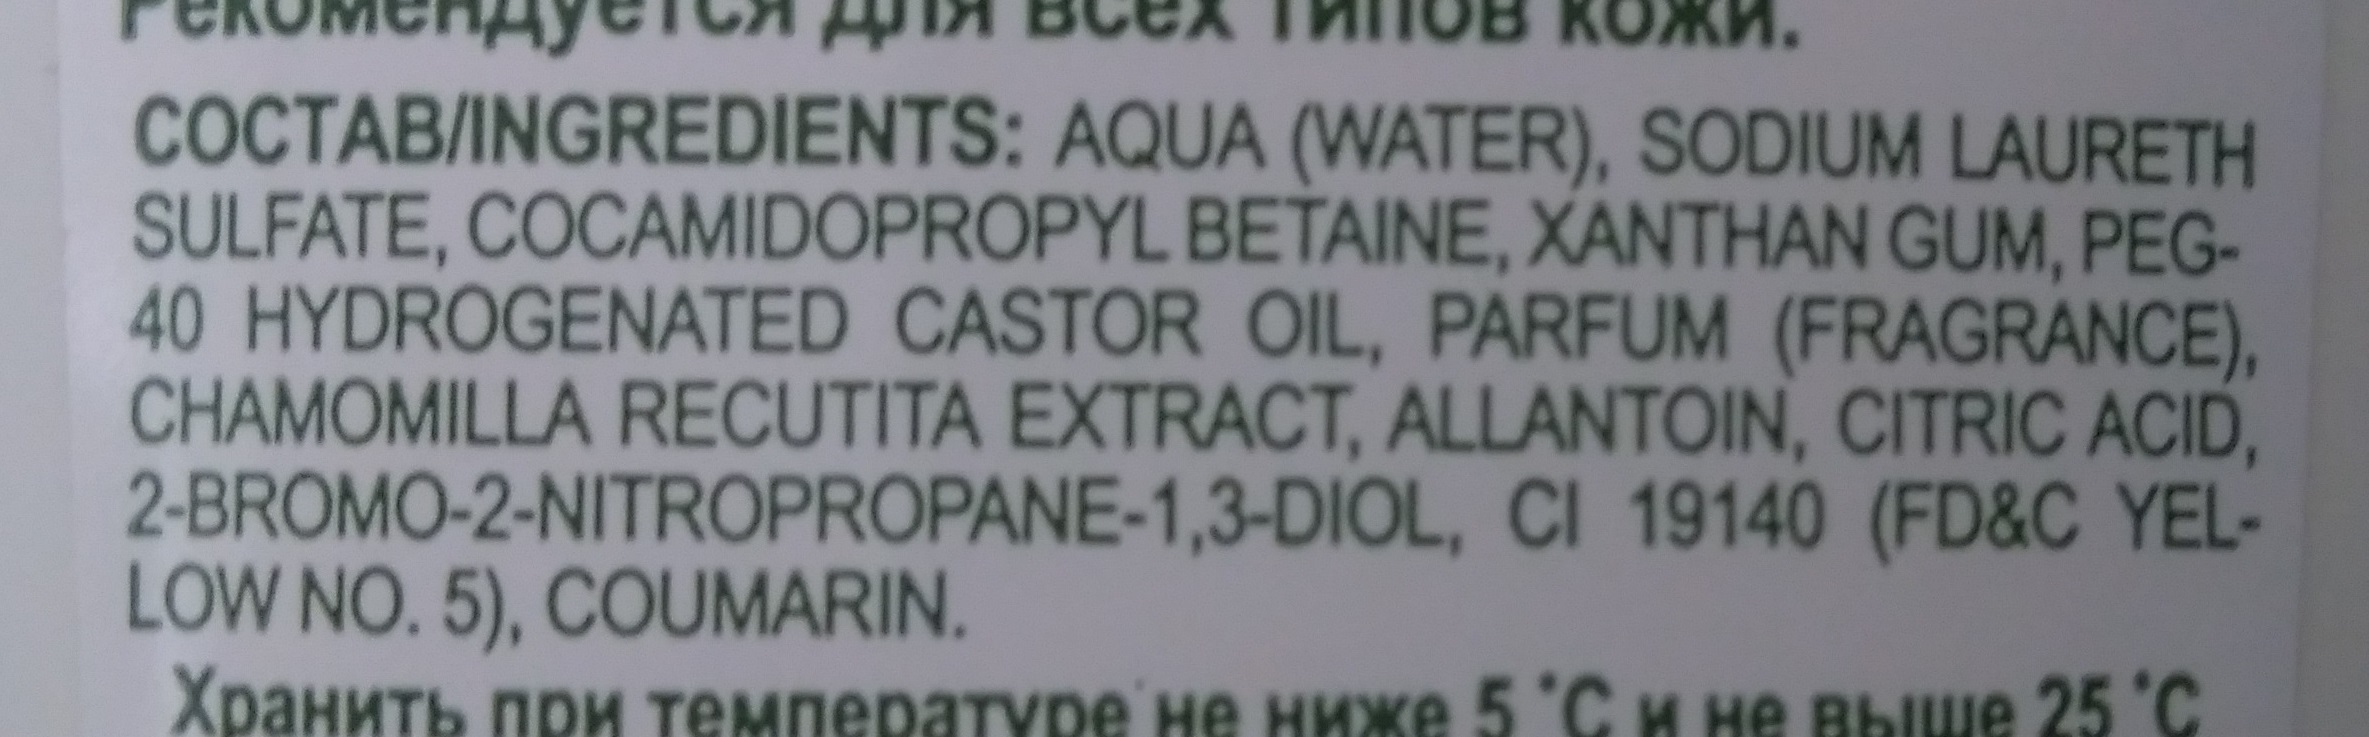 Рекомендуется для всех типов кожи.
СОСТАВ/INGREDIENTS: AQUA (WATER), SODIUM LAURETH
SULFATE, COCAMIDOPROPYL BETAINE, XANTHAN GUM, PEG-
40 HYDROGENATED CASTOR OIL, PARFUM (FRAGRANCE),
CHAMOMILLA RECUTITA EXTRACT, ALLANTOIN, CITRIC ACID,
2-BROMO-2-NITROPROPANE-1,3-DIOL, CI 19140 (FD&C YEL-
LOW NO. 5), COUMARIN.
Хранить при температуре не ниже 5 °C и не выше 25 °C